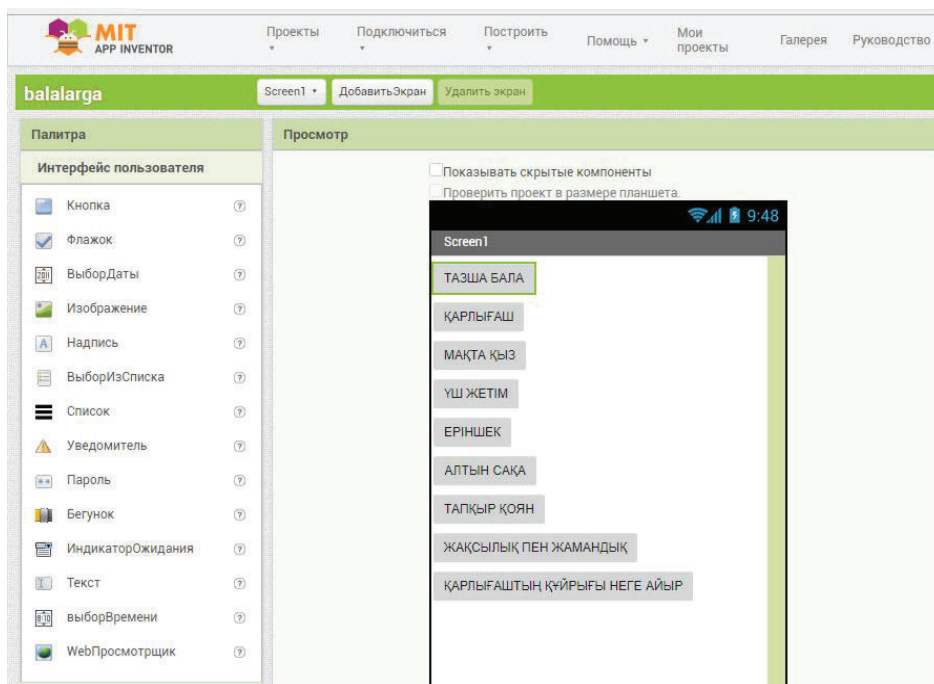 MIT
APP INVENTOR
Проекты
Подключиться
Построить
Помощь
Мои
проекты
Галерея
Руководство
balalarga
Screen1
ДобавитьЭкран
Удалить экран
Палитра
Просмотр
Интерфейс пользователя
Показывать скрытые компоненты
Проверить проект в размере планшета.
Кнопка
Флажок
ВыборДаты
Изображение
Надпись
ВыборИзСписка
Список
Уведомитель
Пароль
Бегунок
ИндикаторОжидания
Текст
выборВремени
WebПросмотрщик
9:48
Screen1
ТАЗША БАЛА
ҚАРЛЫҒАШ
МАҚТА ҚЫЗ
ҮШ ЖЕТІМ
ЕРІНШЕК
АЛТЫН САҚА
ТАПҚЫР ҚОЯН
ЖАҚСЫЛЫҚ ПЕН ЖАМАНДЫҚ
ҚАРЛЫҒАШТЫҢ ҚҰЙРЫҒЫ НЕГЕ АЙЫР